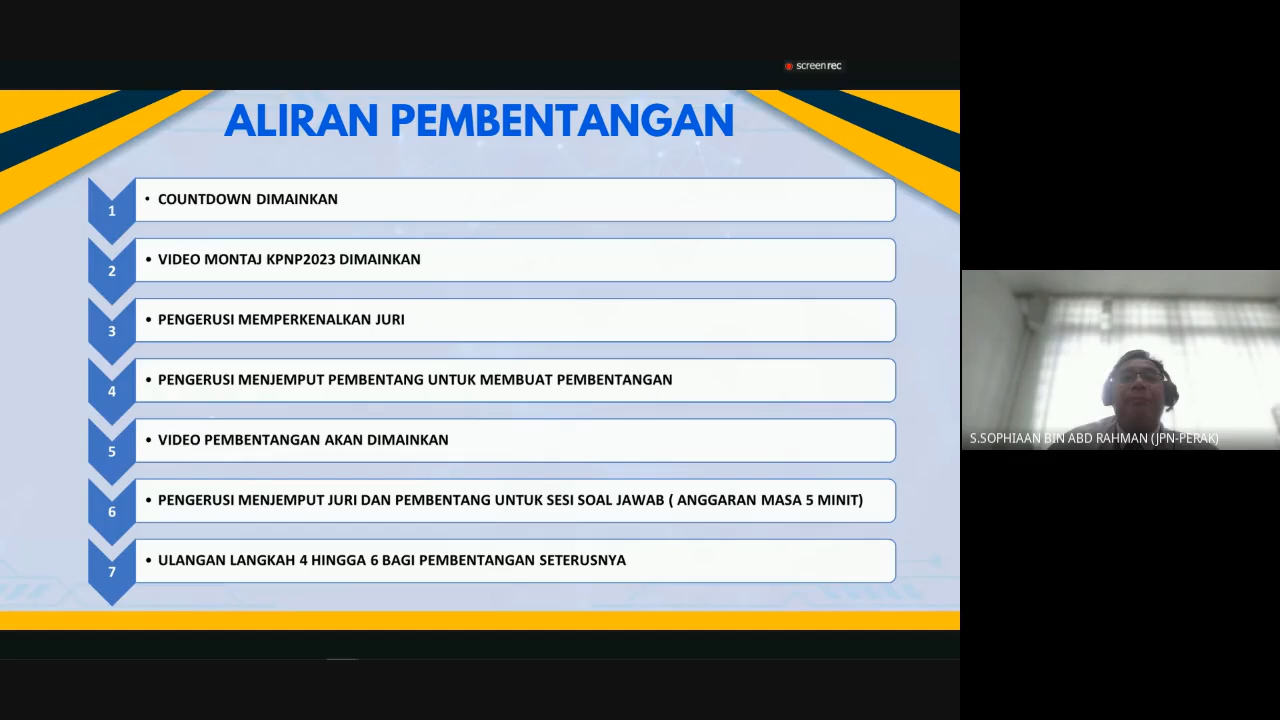 screenrec
ALIRAN PEMBENTANGAN
1
• COUNTDOWN DIMAINKAN
2
• VIDEO MONTAJ KPNP2023 DIMAINKAN
3
• PENGERUSI MEMPERKENALKAN JURI
4
• PENGERUSI MENJEMPUT PEMBENTANG UNTUK MEMBUAT PEMBENTANGAN
5
• VIDEO PEMBENTANGAN AKAN DIMAINKAN
6
• PENGERUSI MENJEMPUT JURI DAN PEMBENTANG UNTUK SESI SOAL JAWAB ( ANGGARAN MASA 5 MINIT)
7
• ULANGAN LANGKAH 4 HINGGA 6 BAGI PEMBENTANGAN SETERUSNYA
S.SOPHIAAN BIN ABD RAHMAN (JPN-PERAK)